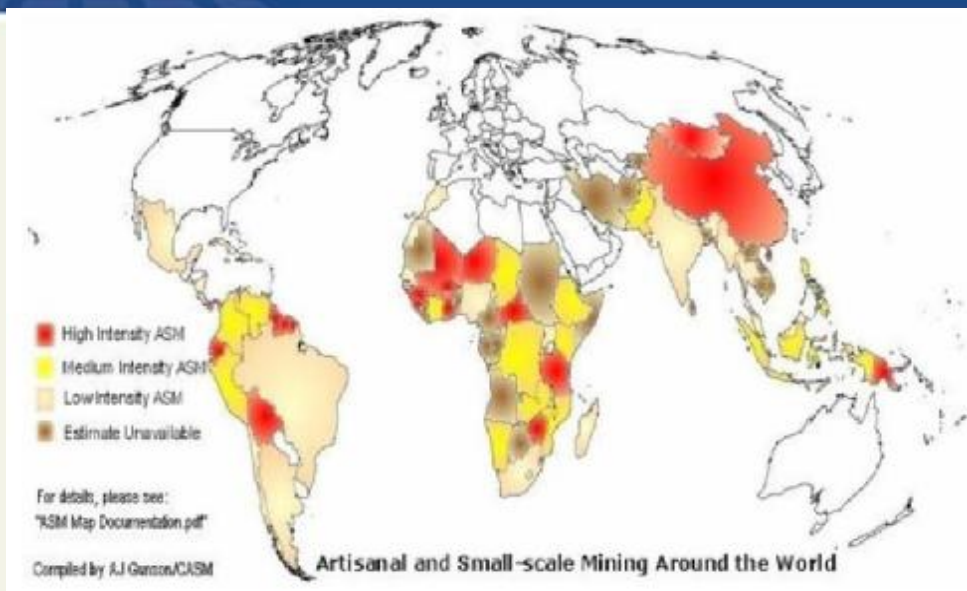 High Intensity ASM
Medium Intensity ASM
Low Intensity ASM
Estimate Unavailable
For details, please see:
"ASM Map Documentation.pdf"
Compiled by AJ Gunson/CASM
Artisanal and Small-scale Mining Around the World